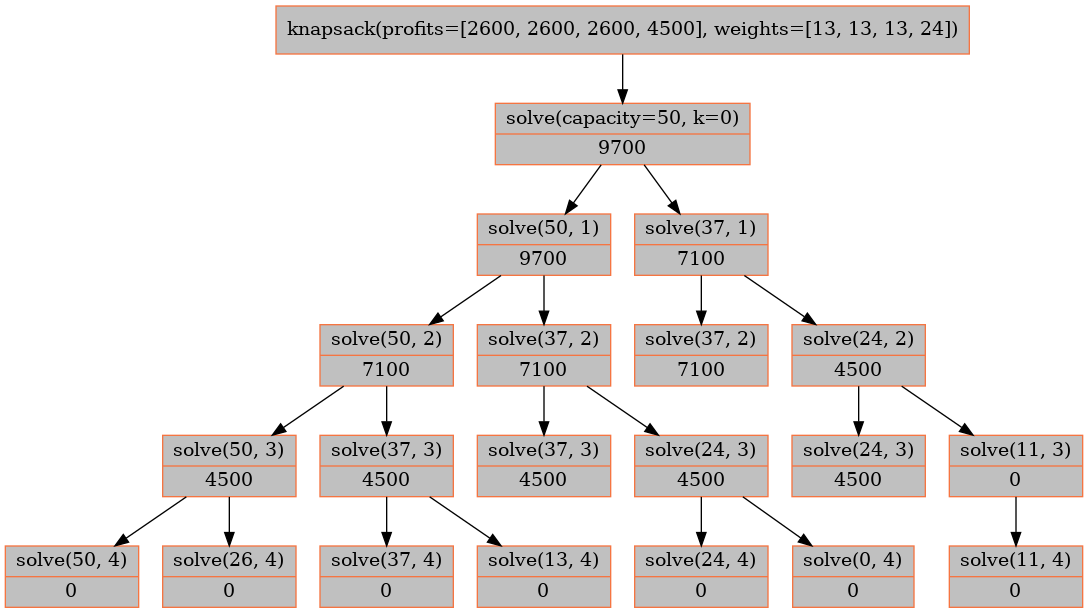 knapsack(profits=[2600, 2600, 2600, 4500], weights=[13, 13, 13, 24])
solve(capacity=50, k=0)
9700
solve(50, 1)
9700
solve(37, 1)
7100
solve(50, 2)
7100
solve(37, 2)
7100
solve(37, 2)
7100
solve(24, 2)
4500
solve(50, 3)
4500
solve(37, 3)
4500
solve(37, 3)
4500
solve(24, 3)
4500
solve(24, 3)
4500
solve(11, 3)
0
solve(50, 4)
0
solve(26, 4)
0
solve(37, 4)
0
solve(13, 4)
0
solve(24, 4)
0
solve(0, 4)
0
solve(11, 4)
0